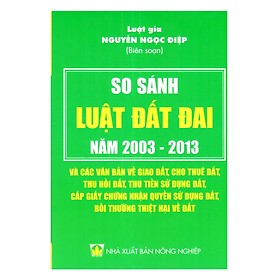 Luật gia
NGUYỄN NGỌC ĐIỆP
(Biên soạn)
SO SÁNH
LUẬT ĐẤT ĐAI
NĂM 2003 - 2013
VÀ CÁC VĂN BẢN VỀ GIAO ĐẤT, CHO THUÊ ĐẤT,
THU HỒI ĐẤT, THU TIỀN SỬ DỤNG ĐẤT,
CẤP GIẤY CHỨNG NHẬN QUYỀN SỬ DỤNG ĐẤT,
BỒI THƯỜNG THIỆT HẠI VỀ ĐẤT
NHÀ XUẤT BẢN NÔNG NGHIỆP